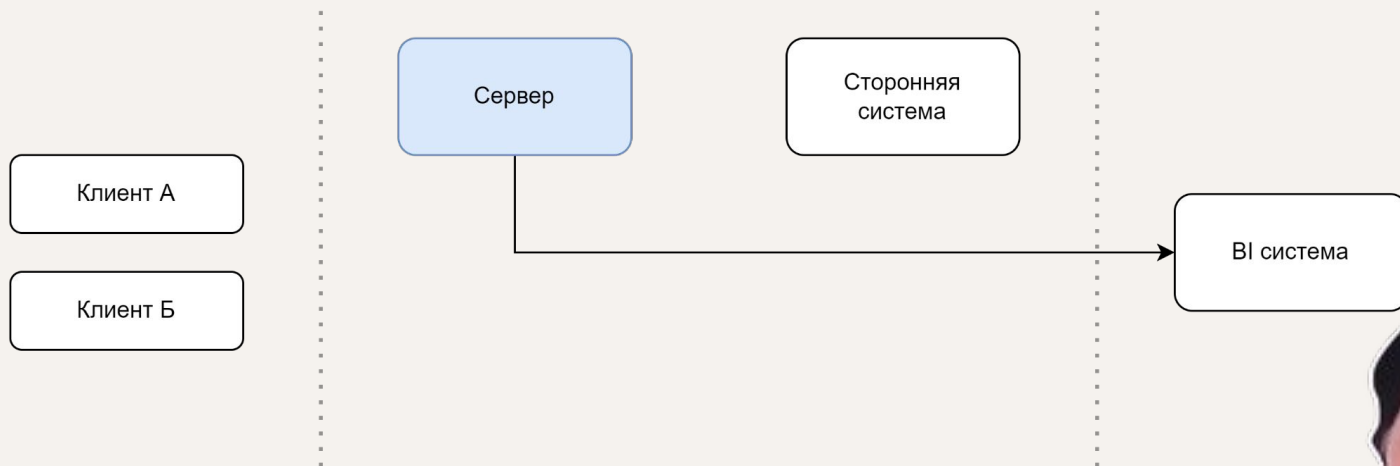 Сервер
Сторонняя
система
Клиент А
BI система
Клиент Б